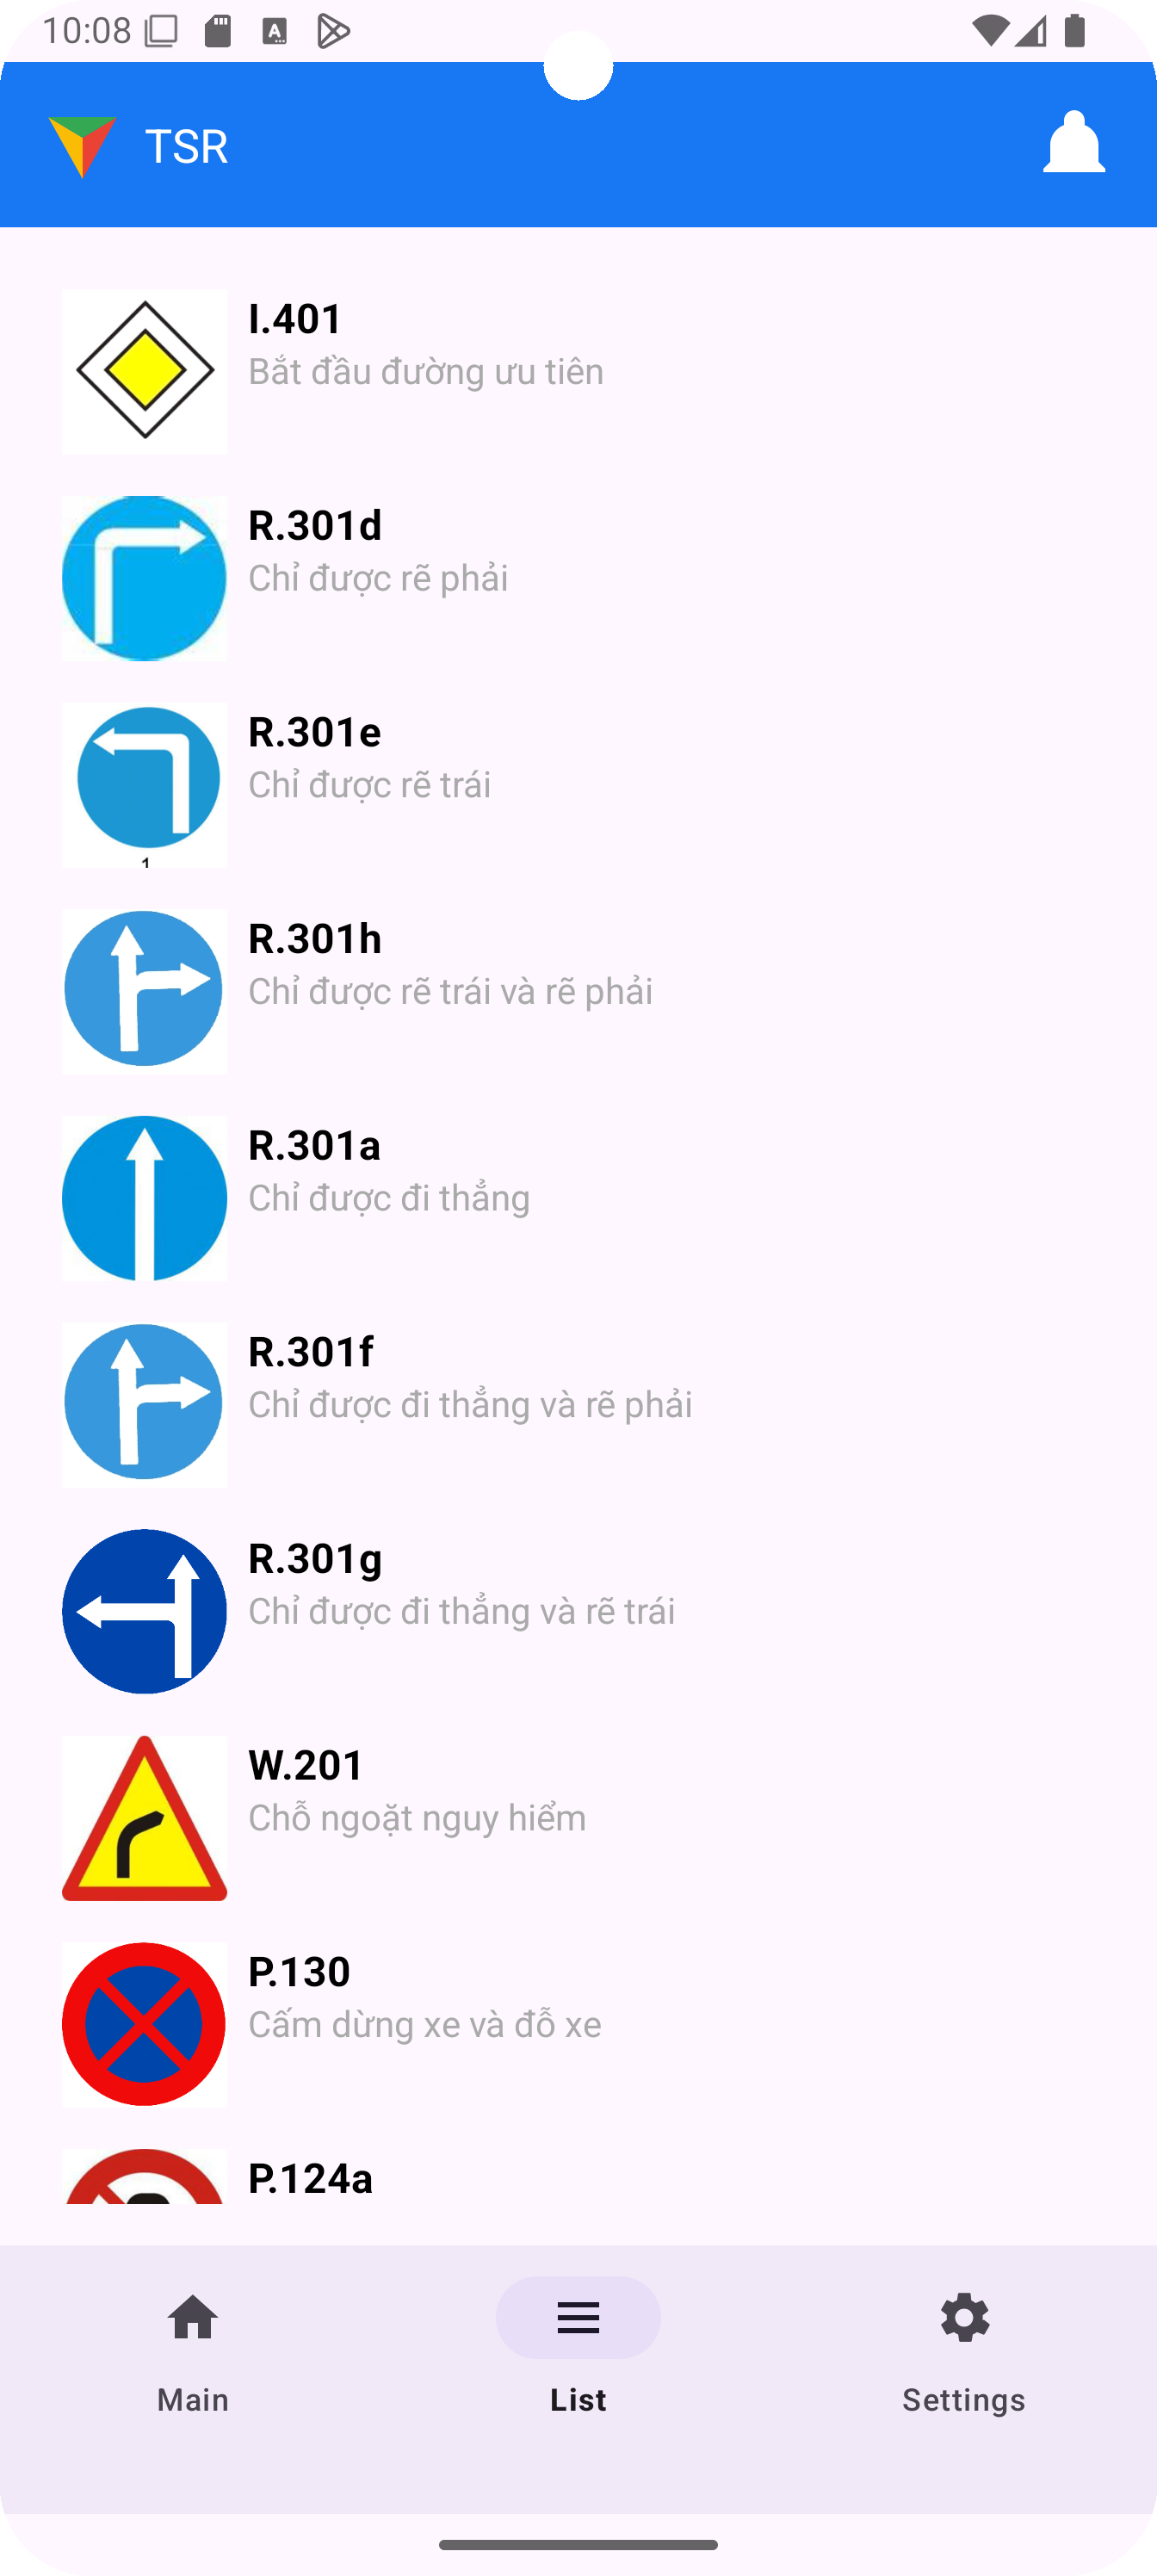 10:08
TSR
I.401
Bắt đầu đường ưu tiên
R.301d
Chỉ được rẽ phải
R.301e
Chỉ được rẽ trái
1
R.301h
Chỉ được rẽ trái và rẽ phải
R.301a
Chỉ được đi thẳng
R.301f
Chỉ được đi thẳng và rẽ phải
R.301g
Chỉ được đi thẳng và rẽ trái
W.201
Chỗ ngoặt nguy hiểm
P.130
Cấm dừng xe và đỗ xe
P.124a
Main
List
Settings